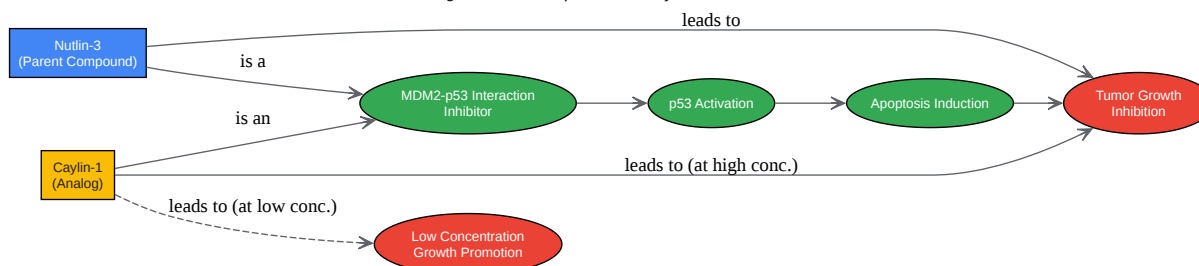 leads to
Nutlin-3
(Parent Compound)
is a
MDM2-p53 Interaction
Inhibitor
p53 Activation
Apoptosis Induction
Tumor Growth
Inhibition
is an
Caylin-1
(Analog)
leads to (at high conc.)
leads to (at low conc.)
Low Concentration
Growth Promotion